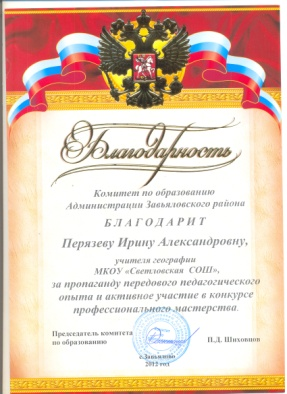 Благодарность
Комитет по образованию
Администрации Завьяловского района
БЛАГОДАРИТ
Перязеву Ирину Александровну,
учителя географии
МКОУ «Светловская СОШ»,
за пропаганду передового педагогического
опыта и активное участие в конкурсе
профессионального мастерства.
Председатель комитета
по образованию П.Д. Шиховцов
с.Завьялово
2012 год